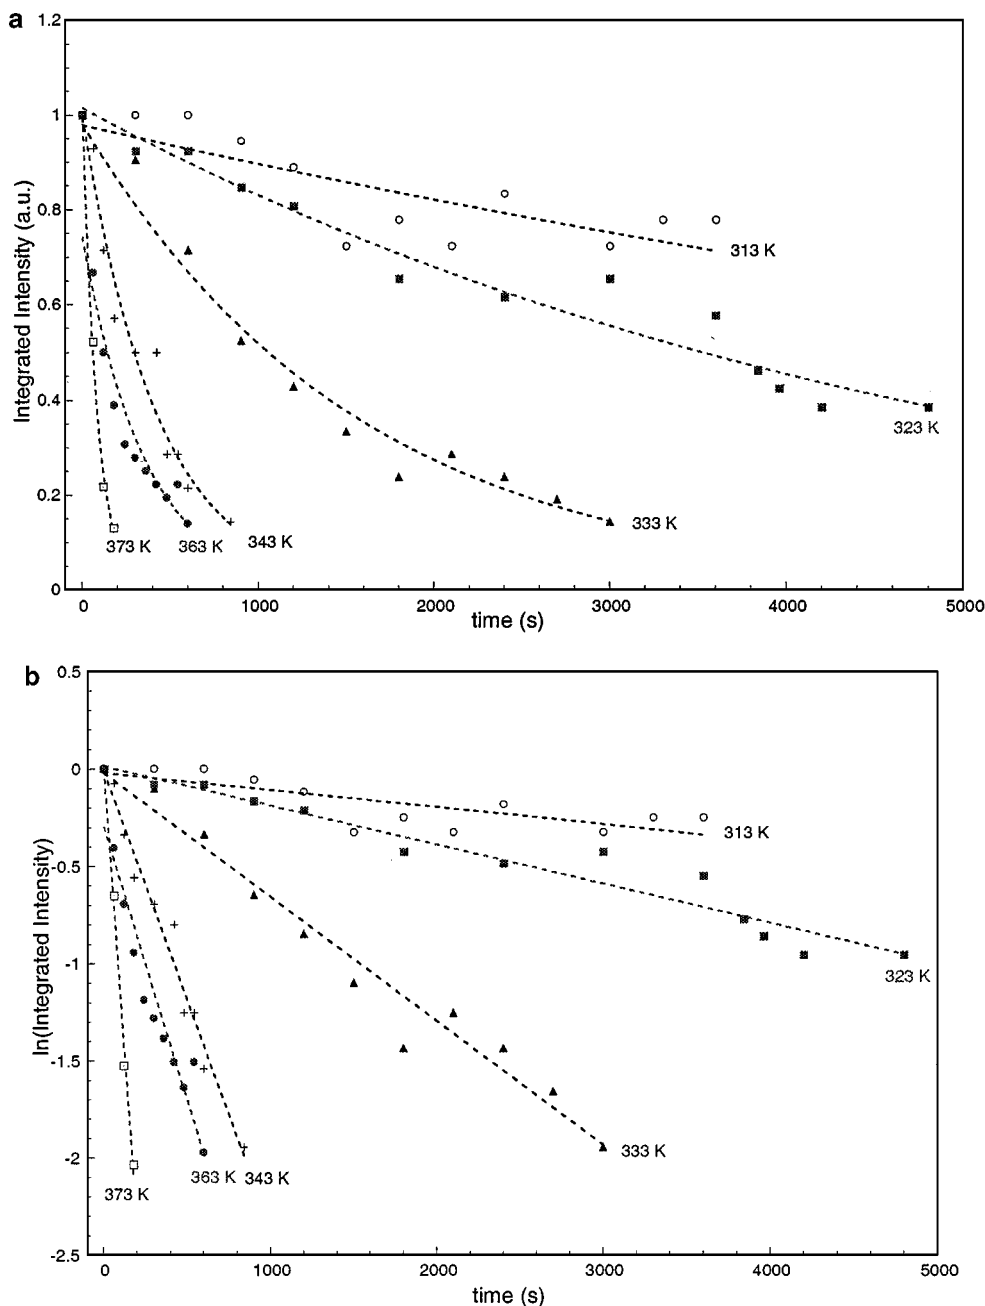 a
1.2
1
0.8
0.6
0.4
0.2
0
Integrated Intensity (a.u.)
313 K
323 K
333 K
373 K 363 K 343 K
0 1000 2000 3000 4000 5000
time (s)
b
0.5
0
-0.5
-1
-1.5
-2
-2.5
ln(Integrated Intensity)
313 K
323 K
333 K
373 K 363 K 343 K
0 1000 2000 3000 4000 5000
time (s)